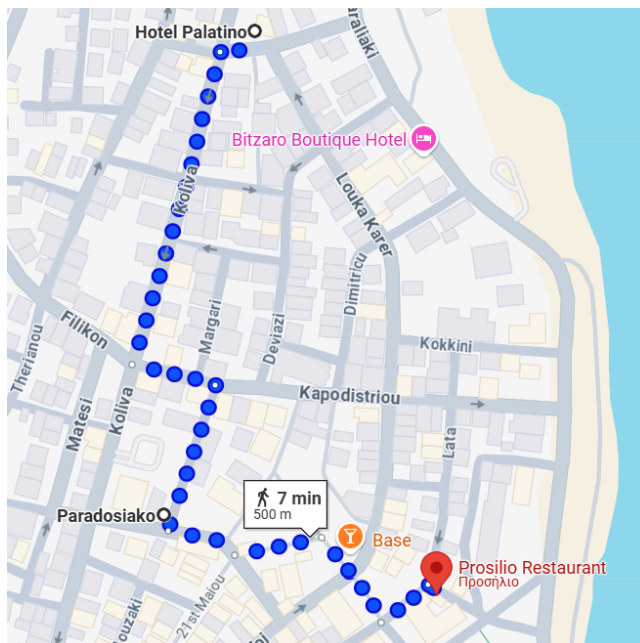 Hotel Palatino
araliaki
Bitzaro Boutique Hotel
Koliva
Louka Karer
Dimitriou
Margari
Deviazi
Filikon
Therianou
Kokkini
Kapodistriou
Matesi
Koliva
Lata
7 min
500 m
Paradosiako
Base
Prosilio Restaurant
Προσήλιο
21st Maiou
ouzaki